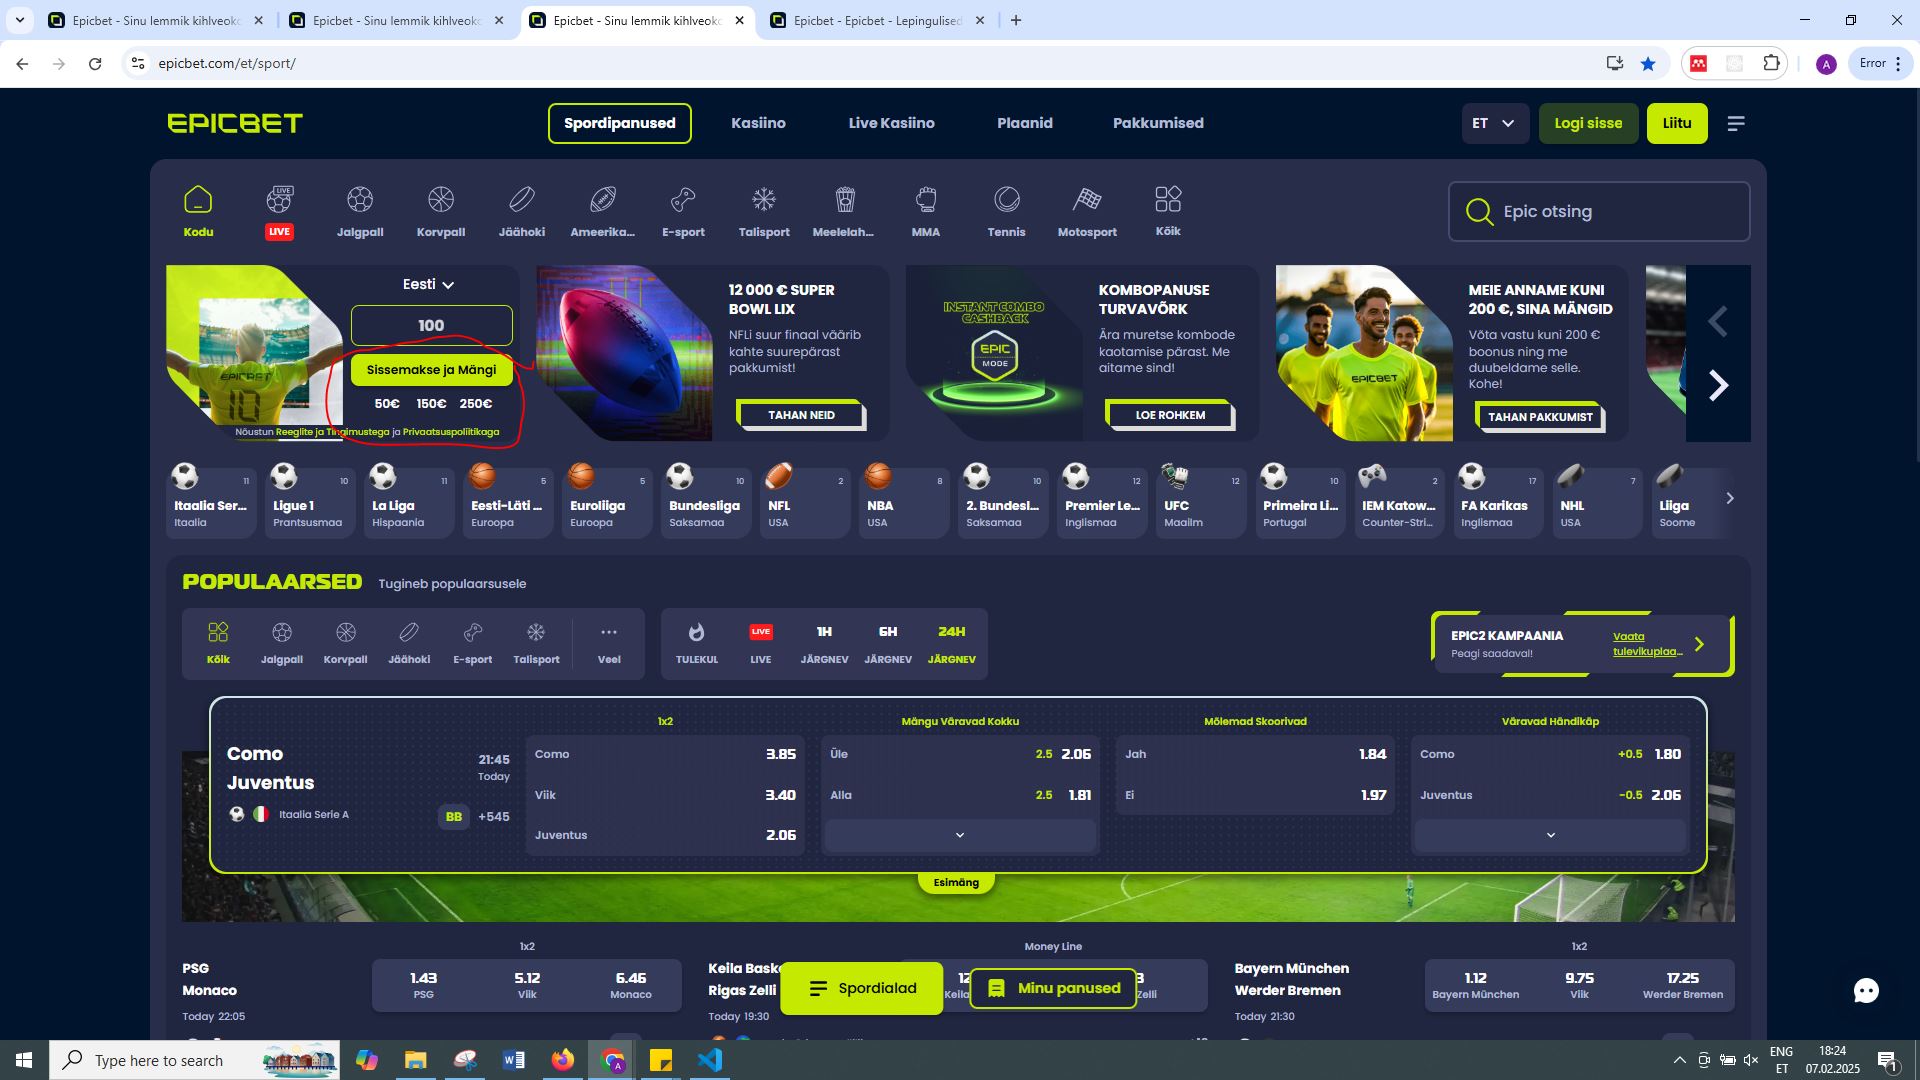 Epicbet - Sinu lemmik kihlveoko
Epicbet - Sinu lemmik kihlveoko
Epicbet - Sinu lemmik kihlveoko
Epicbet - Epicbet - Lepingulised
epicbet.com/et/sport/
A
Error
EPICBET
Spordipanused
Kasiino
Live Kasiino
Plaanid
Pakkumised
ET
Logi sisse
Liitu
Kodu
LIVE
LIVE
Jalgpall
Korvpall
Jäähoki
Ameerika...
E-sport
Talisport
Meelelah...
MMA
Tennis
Motosport
Kõik
Epic otsing
EPICBET
10
Eesti
100
Sissemakse ja Mängi
50€ 150€ 250€
Nõustun Reeglite ja Tingimustega ja Privaatsuspoliitikaga
12 000 € SUPER
BOWL LIX
NFLi suur finaal väärib
kahte suurepärast
pakkumist!
TAHAN NEID
INSTANT COMBO
CASHBACK
EPIC
MODE
KOMBOPANUSE
TURVAVÕRK
Ära muretse kombode
kaotamise pärast. Me
aitame sind!
LOE ROHKEM
EPICBET
MEIE ANNAME KUNI
200 €, SINA MÄNGID
Võta vastu kuni 200 €
boonus ning me
duubeldame selle.
Kohe!
TAHAN PAKKUMIST
11
Itaalia Ser...
Itaalia
10
Ligue 1
Prantsusmaa
11
La Liga
Hispaania
5
Eesti-Läti ...
Euroopa
5
Euroliiga
Euroopa
10
Bundesliga
Saksamaa
2
NFL
USA
8
NBA
USA
10
2. Bundesl...
Saksamaa
12
Premier Le...
Inglismaa
12
UFC
Maailm
10
Primeira Li...
Portugal
2
IEM Katow...
Counter-Stri...
17
FA Karikas
Inglismaa
7
NHL
USA
Liiga
Soome
POPULAARSED
Tugineb populaarsusele
Kõik
Jalgpall
Korvpall
Jäähoki
E-sport
Talisport
Veel
TULEKUL
LIVE
LIVE
1H
JÄRGNEV
6H
JÄRGNEV
24H
JÄRGNEV
EPIC2 KAMPAANIA
Peagi saadaval!
Vaata
tulevikuplaa...
Como
Juventus
Itaalia Serie A
21:45
Today
BB
+545
1x2
Como 3.85
Viik 3.40
Juventus 2.06
Mängu Väravad Kokku
Üle 2.5 2.06
Alla 2.5 1.81
Mõlemad Skoorivad
Jah 1.84
Ei 1.97
Väravad Händikäp
Como +0.5 1.80
Juventus -0.5 2.06
Esimäng
PSG
Monaco
Today 22:05
1x2
1.43 5.12 6.46
PSG Viik Monaco
Keila Bask
Rigas Zelli
Today 19:30
Money Line
Keila
Zelli
Bayern München
Werder Bremen
Today 21:30
1x2
1.12 9.75 17.25
Bayern München Viik Werder Bremen
Spordialad
Minu panused
Type here to search
ENG
ET
18:24
07.02.2025
1